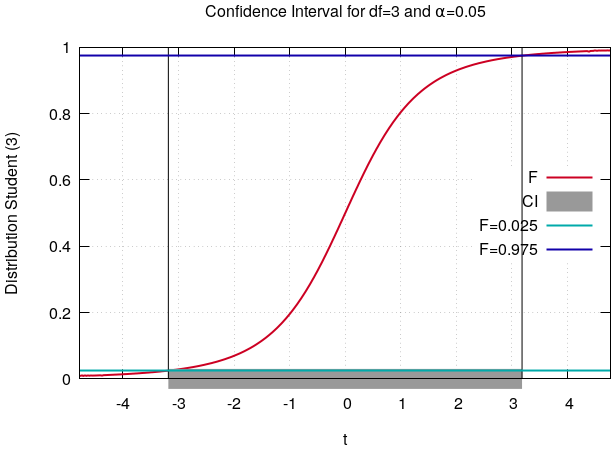 Confidence Interval for df=3 and α=0.05
Distribution Student (3)
1
0.8
0.6
0.4
0.2
0
F
CI
F=0.025
F=0.975
-4 -3 -2 -1 0 1 2 3 4
t